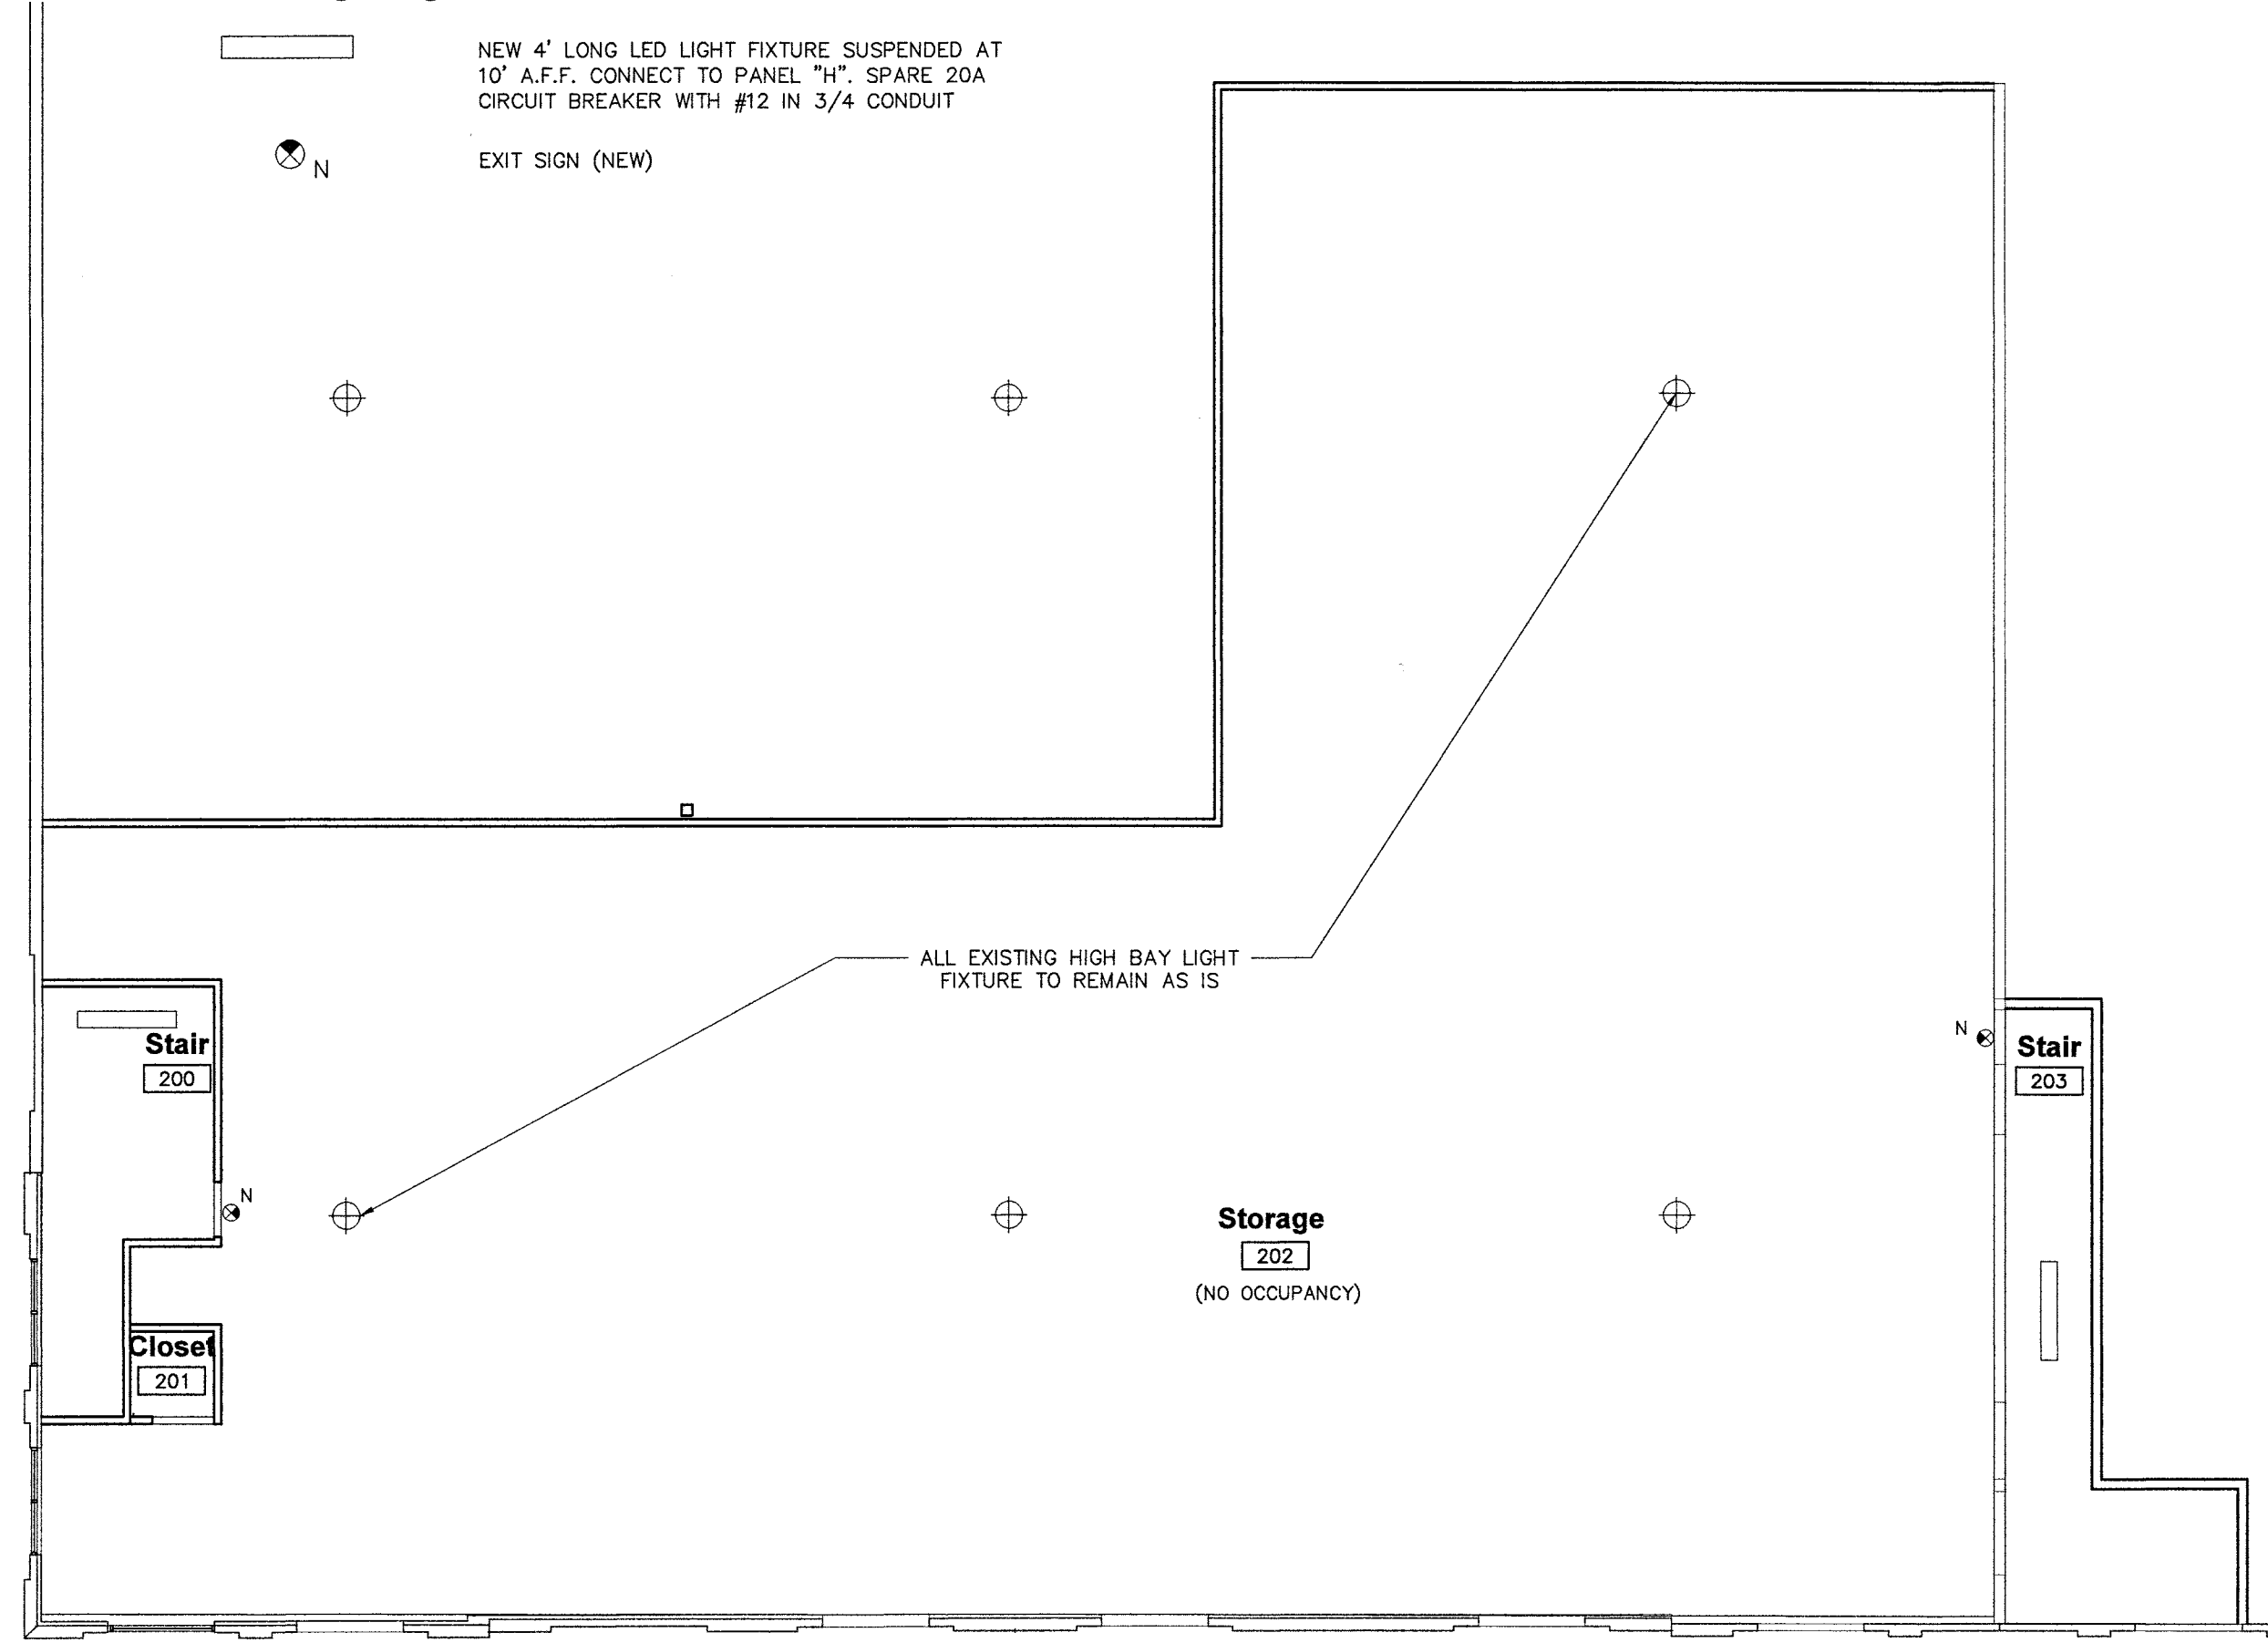 NEW 4' LONG LED LIGHT FIXTURE SUSPENDED AT
10' A.F.F. CONNECT TO PANEL "H". SPARE 20A
CIRCUIT BREAKER WITH #12 IN 3/4 CONDUIT
N
EXIT SIGN (NEW)
ALL EXISTING HIGH BAY LIGHT
FIXTURE TO REMAIN AS IS
Stair
200
N
Stair
203
N
Storage
202
(NO OCCUPANCY)
Closet
201